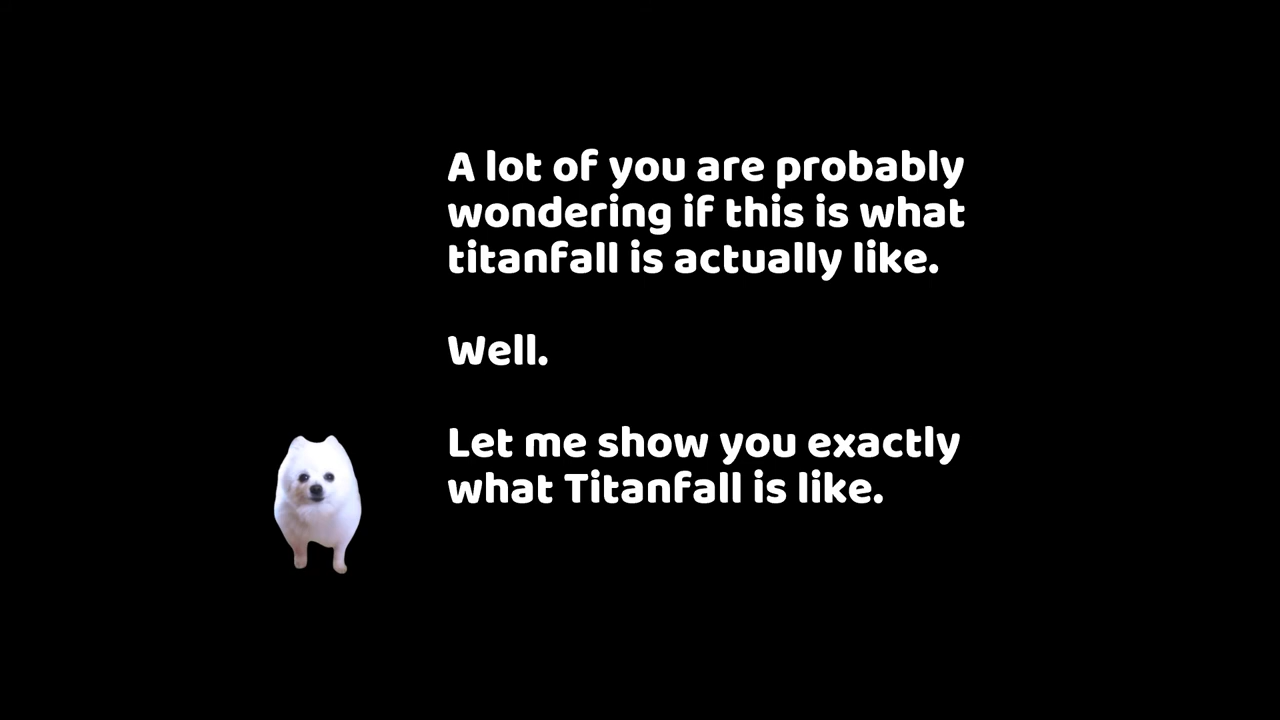 A lot of you are probably
wondering if this is what
titanfall is actually like.
Well.
Let me show you exactly
what Titanfall is like.